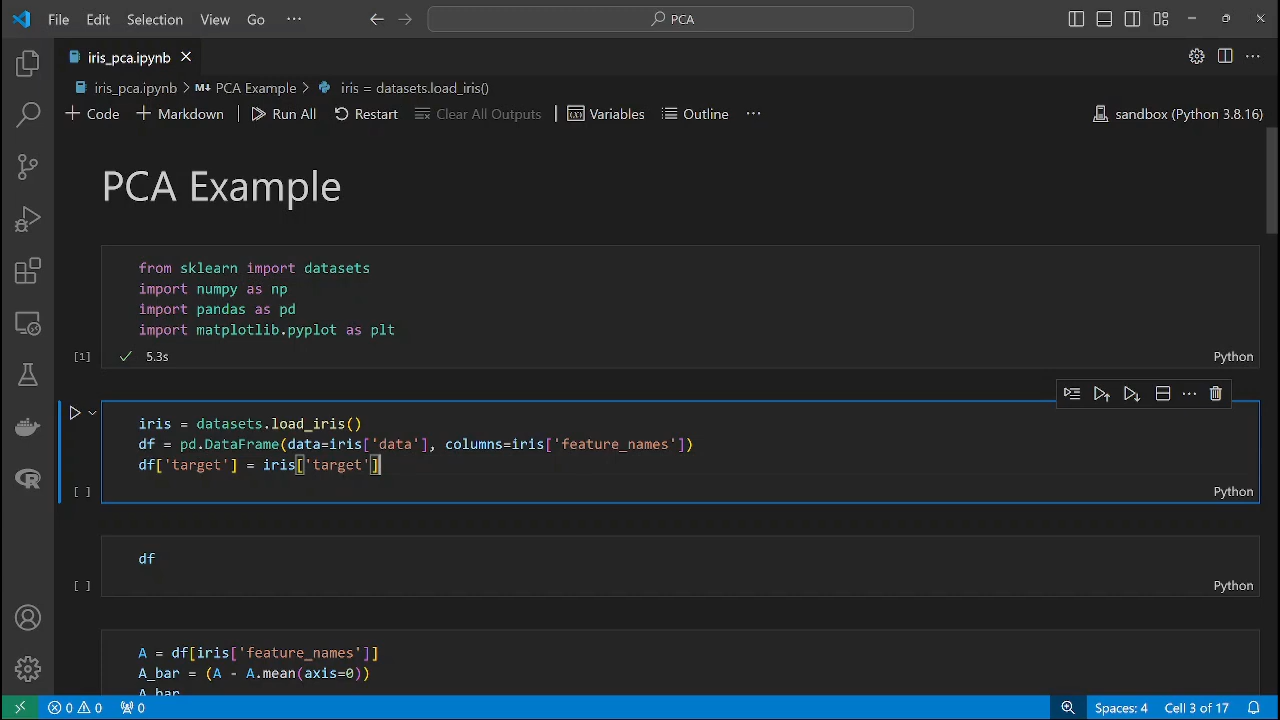 File Edit Selection View Go ··· PCA
iris_pca.ipynb
iris_pca.ipynb > M↓ PCA Example > iris = datasets.load_iris()
+ Code + Markdown Run All Restart Clear All Outputs Variables Outline ··· sandbox (Python 3.8.16)
PCA Example
from sklearn import datasets
import numpy as np
import pandas as pd
import matplotlib.pyplot as plt
[1] 5.3s Python
iris = datasets.load_iris()
df = pd.DataFrame(data=iris['data'], columns=iris['feature_names'])
df['target'] = iris['target']
[ ] Python
df
[ ] Python
A = df[iris['feature_names']]
A_bar = (A - A.mean(axis=0))
A_bar
0 0 0 Spaces: 4 Cell 3 of 17